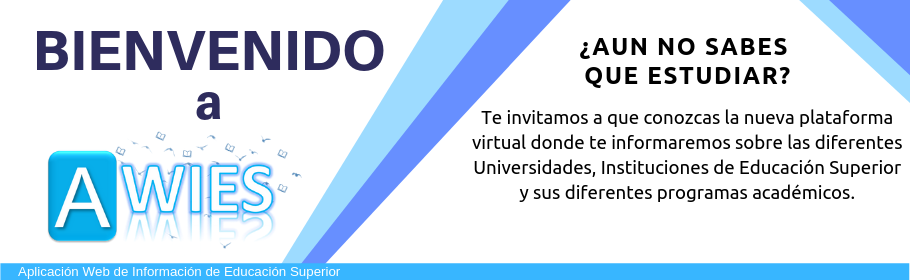 BIENVENIDO
a
AWIES
Aplicación Web de Información de Educación Superior
¿AUN NO SABES
QUE ESTUDIAR?
Te invitamos a que conozcas la nueva plataforma
virtual donde te informaremos sobre las diferentes
Universidades, Instituciones de Educación Superior
y sus diferentes programas académicos.